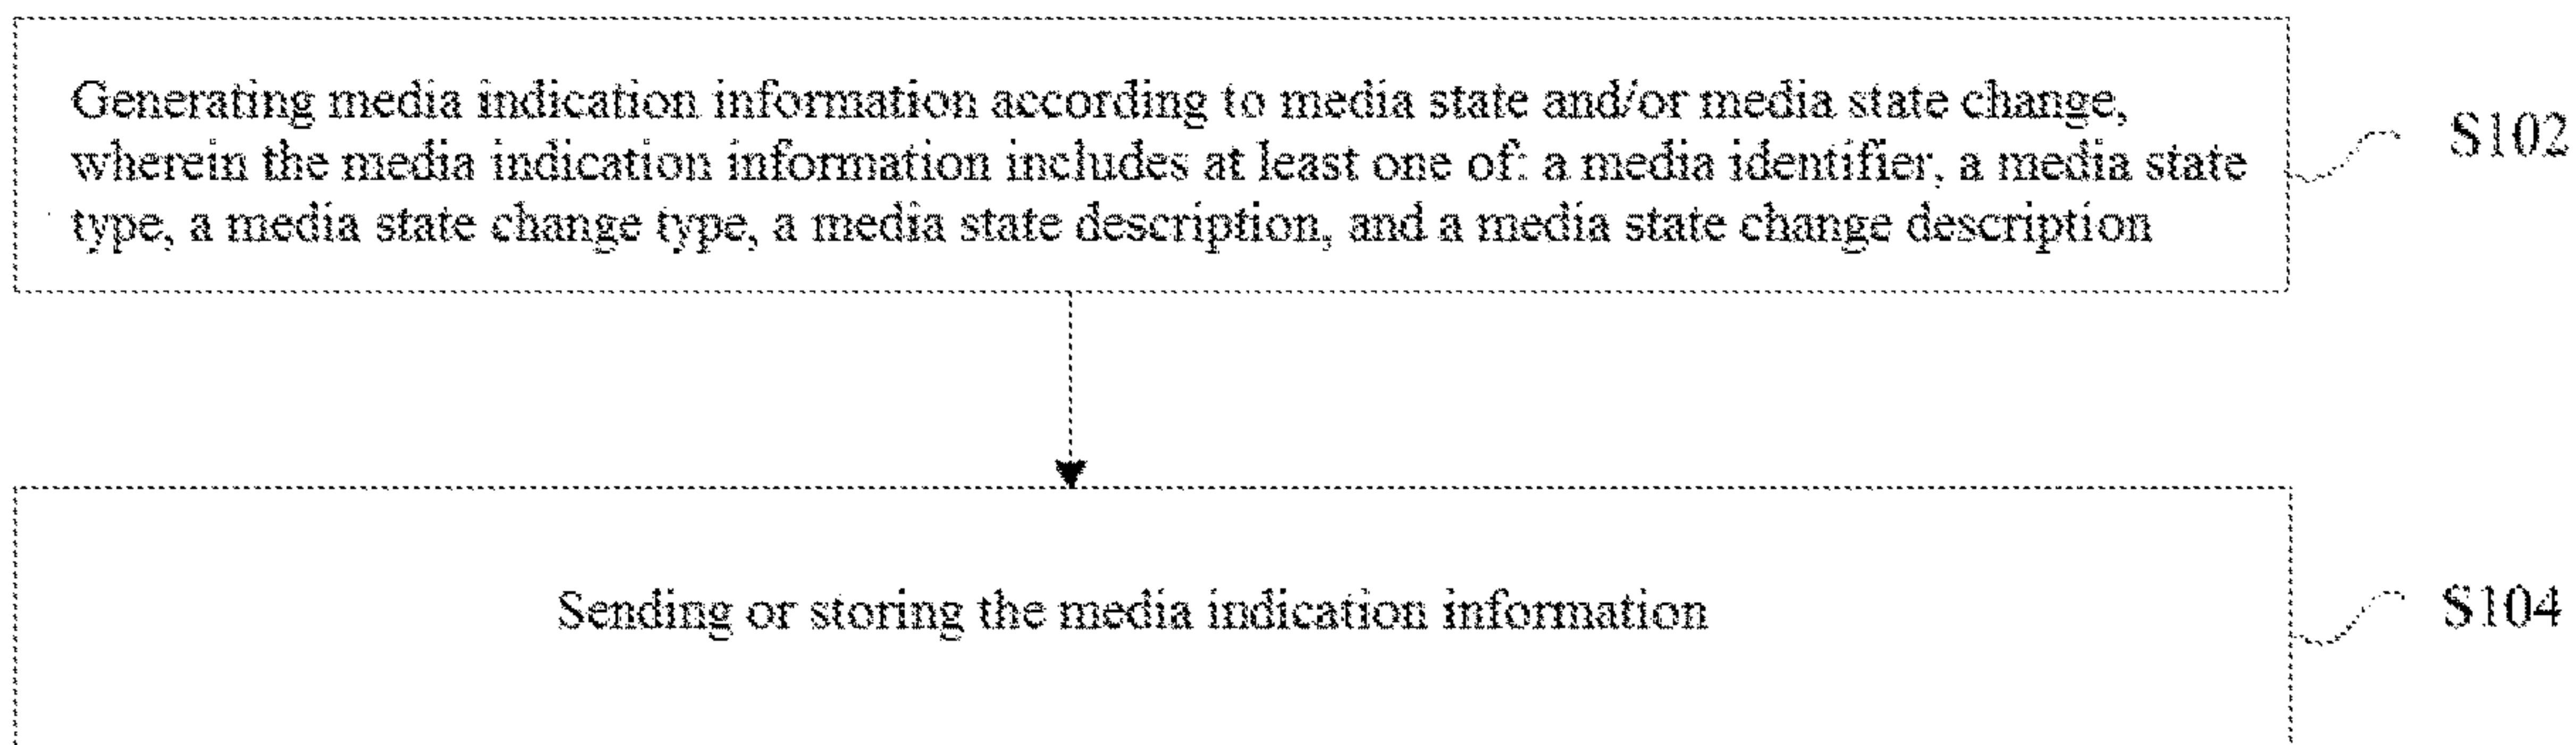 Generating media indication information according to media state and/or media state change,
wherein the media indication information includes at least one of: a media identifier, a media state
type, a media state change type, a media state description, and a media state change description
S102
Sending or storing the media indication information
S104